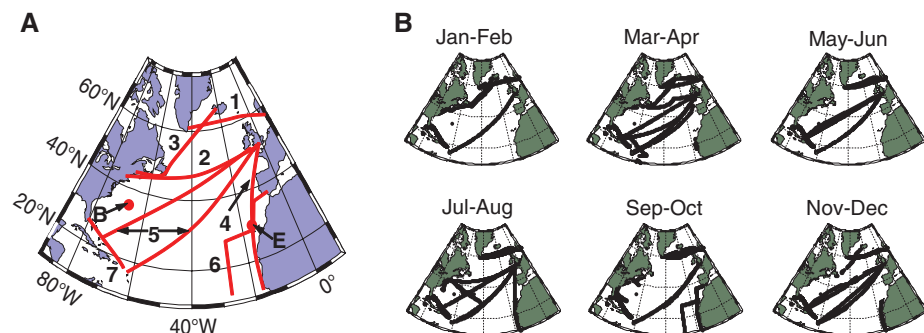 A
60°N
40°N
20°N
80°W
40°W
0°
1
3
2
B
4
5
E
6
7
B
Jan-Feb
Mar-Apr
May-Jun
Jul-Aug
Sep-Oct
Nov-Dec